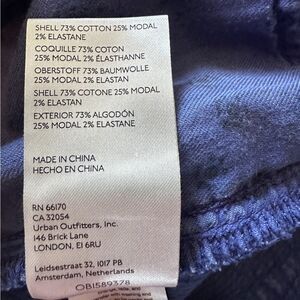 SHELL 73% COTTON 25% MODAL
2% ELASTANE
COQUILLE 73% COTON
25% MODAL 2% ÉLASTHANNE
OBERSTOFF 73% BAUMWOLLE
25% MODAL 2% ELASTAN
SHELL 73% COTONE 25% MODAL
2% ELASTAN
EXTERIOR 73% ALGODÓN
25% MODAL 2% ELASTANE
MADE IN CHINA
HECHO EN CHINA
RN 66170
CA 32054
Urban Outfitters, Inc.
146 Brick Lane
LONDON, E1 6RU
Leidsestraat 32, 1017 PB
Amsterdam, Netherlands
OB1589378